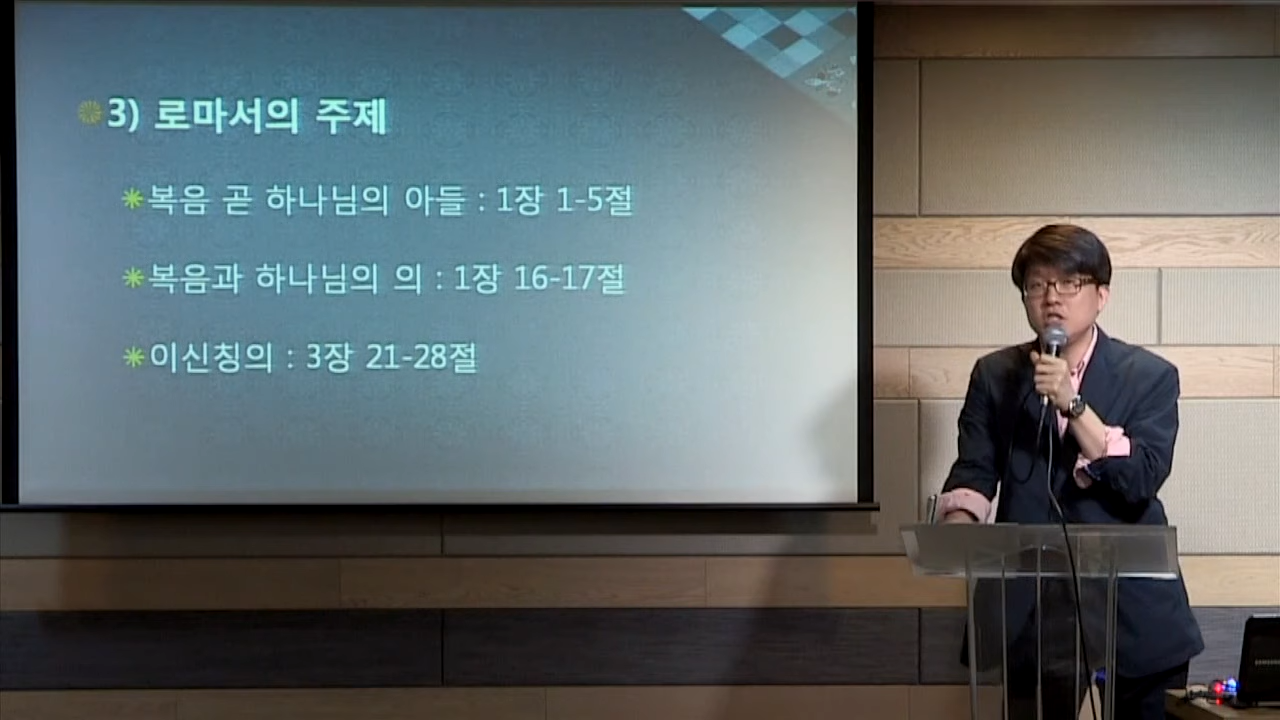 3) 로마서의 주제
복음 곧 하나님의 아들 : 1장 1-5절
복음과 하나님의 의 : 1장 16-17절
이신칭의 : 3장 21-28절